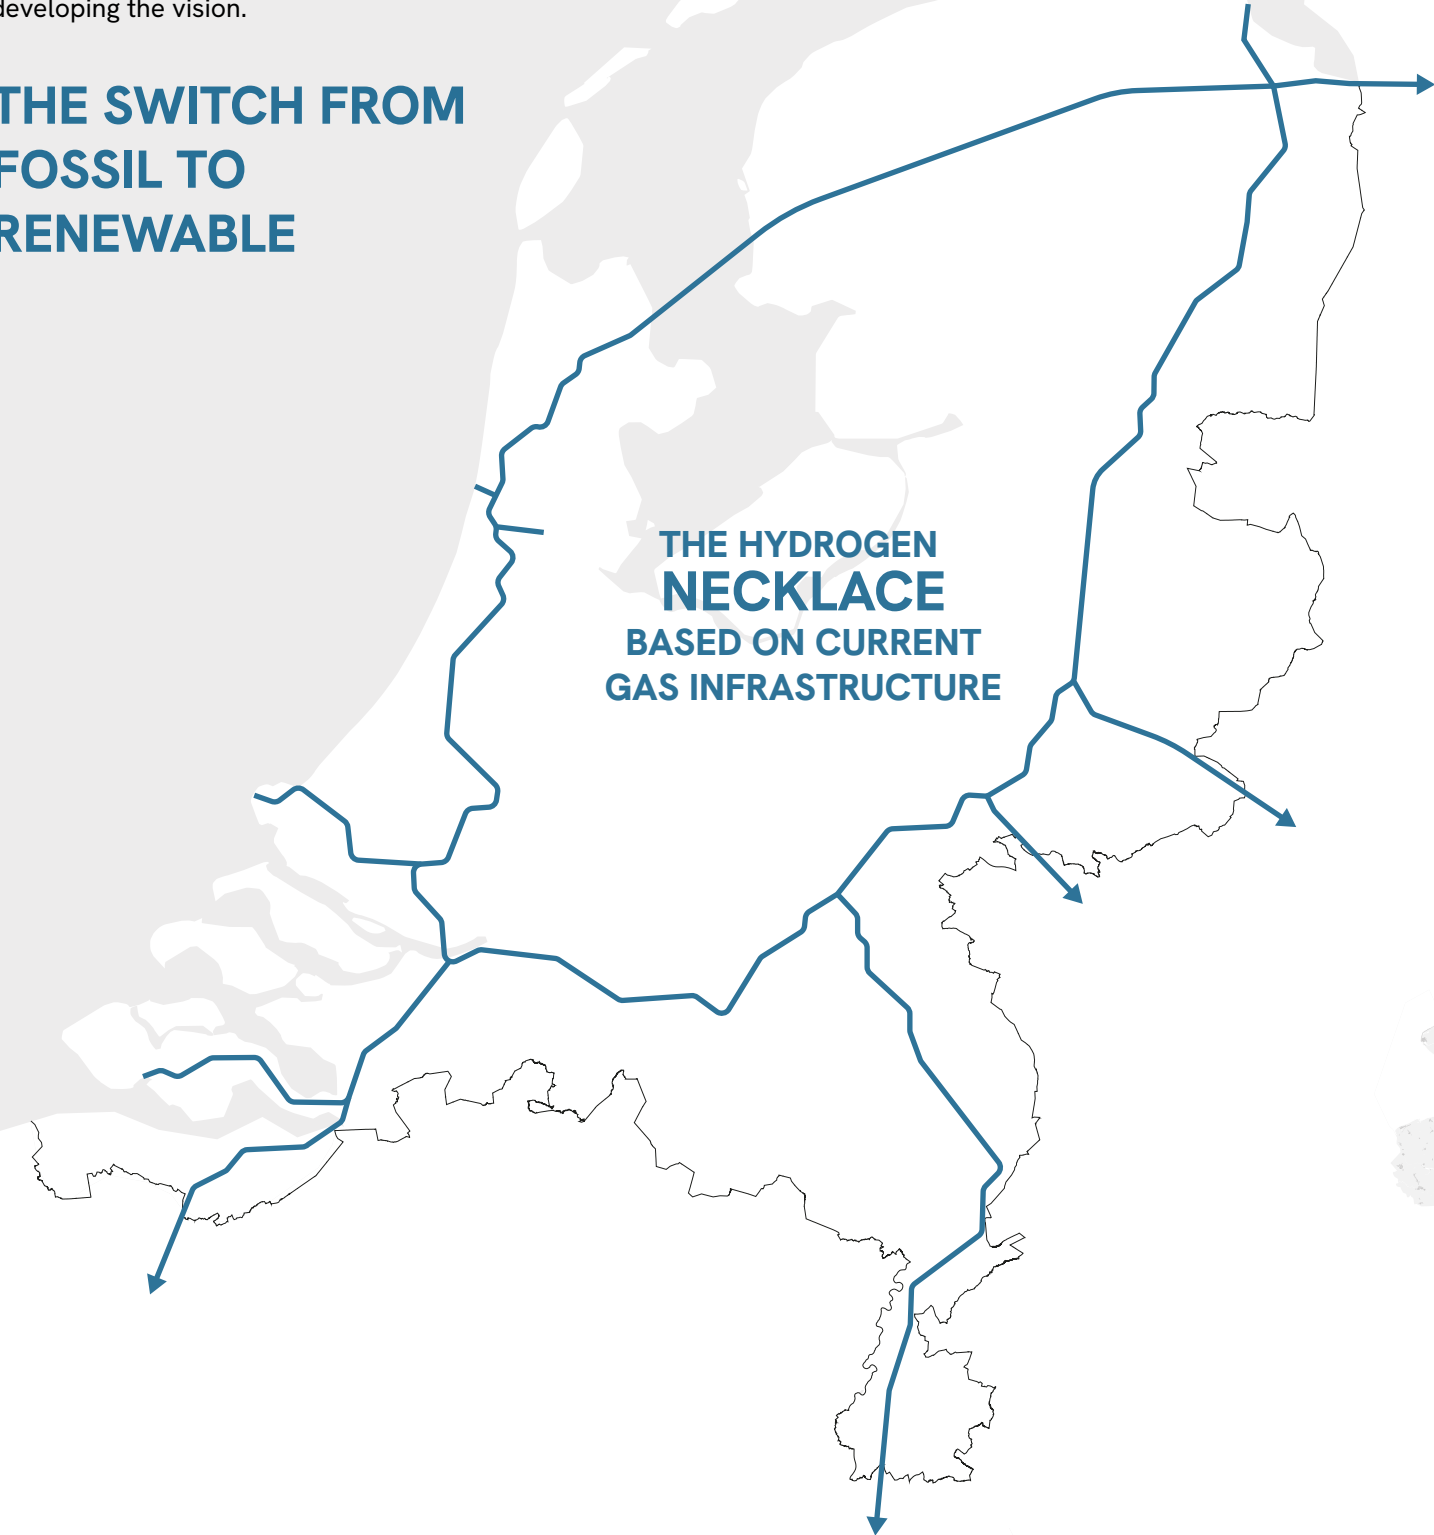 developing the vision.
THE SWITCH FROM
FOSSIL TO
RENEWABLE
THE HYDROGEN
NECKLACE
BASED ON CURRENT
GAS INFRASTRUCTURE